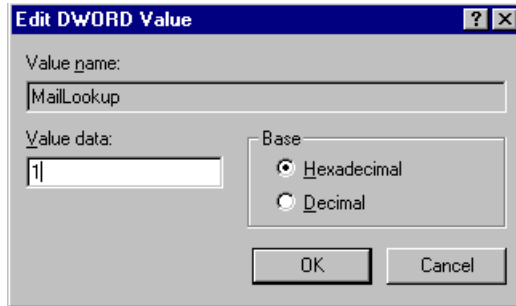 Edit DWORD Value
Value name:
MailLookup
Value data:
1
Base
Hexadecimal
Decimal
OK
Cancel